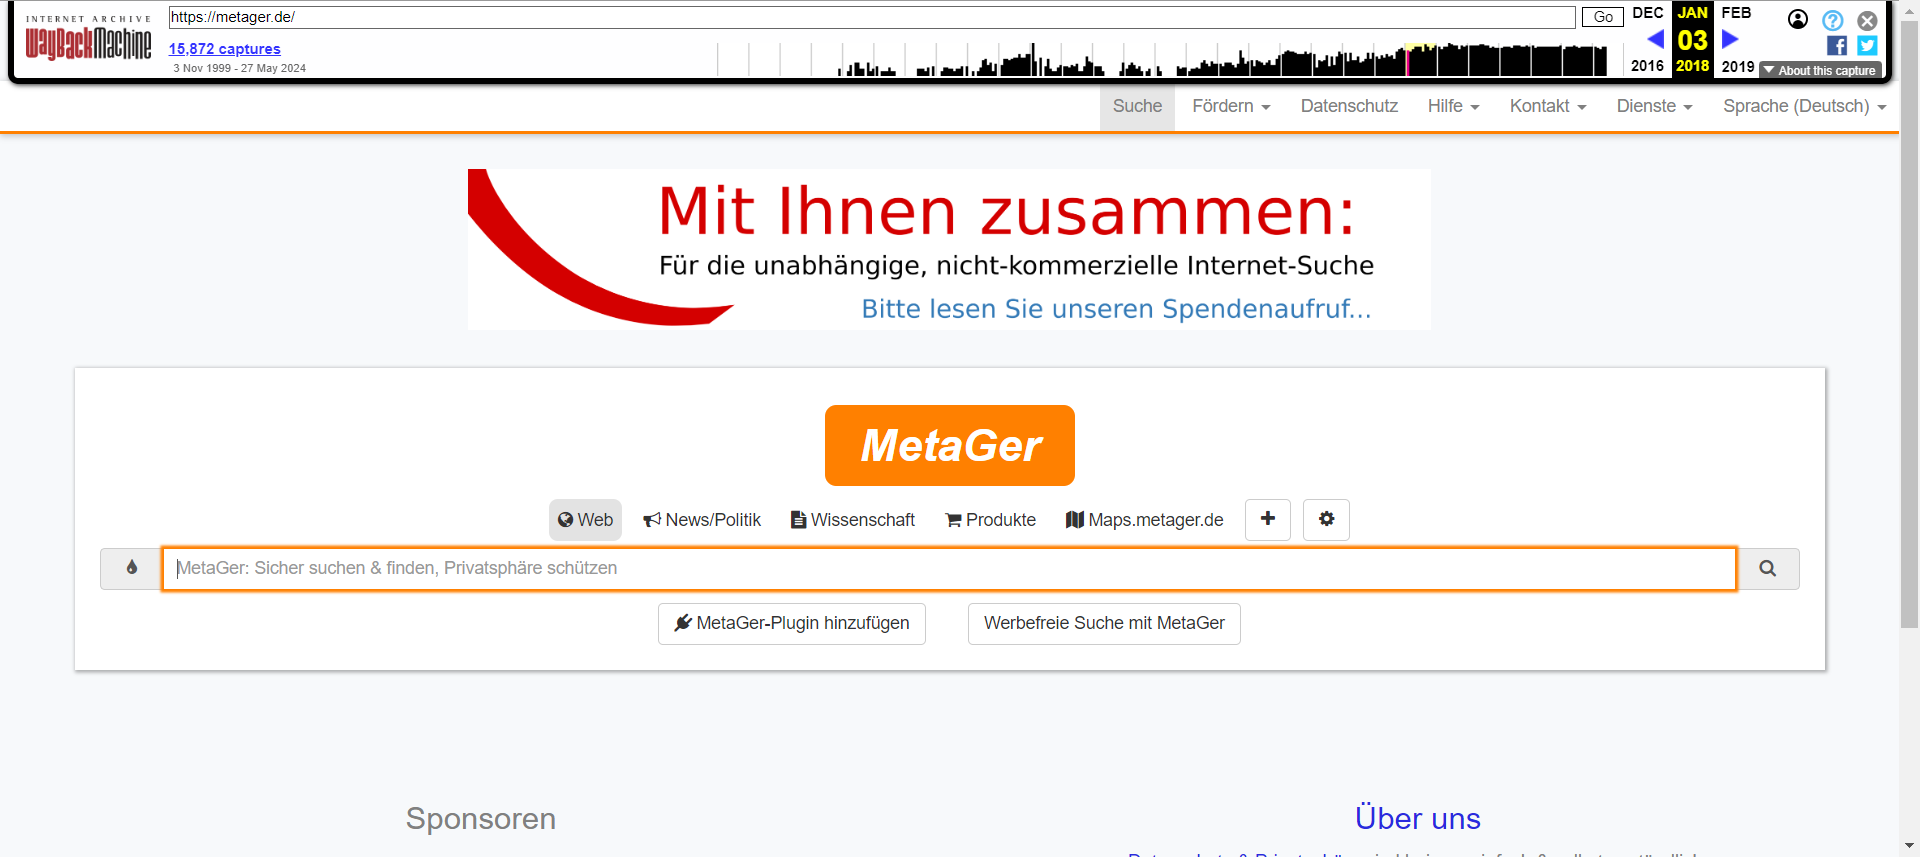 INTERNET ARCHIVE
WayBackMachine
https://metager.de/
Go
15,872 captures
3 Nov 1999 - 27 May 2024
DEC JAN FEB
03
2016 2018 2019
About this capture
Suche Fördern Datenschutz Hilfe Kontakt Dienste Sprache (Deutsch)
Mit Ihnen zusammen:
Für die unabhängige, nicht-kommerzielle Internet-Suche
Bitte lesen Sie unseren Spendenaufruf...
MetaGer
Web News/Politik Wissenschaft Produkte Maps.metager.de
MetaGer: Sicher suchen & finden, Privatsphäre schützen
MetaGer-Plugin hinzufügen Werbefreie Suche mit MetaGer
Sponsoren
Über uns